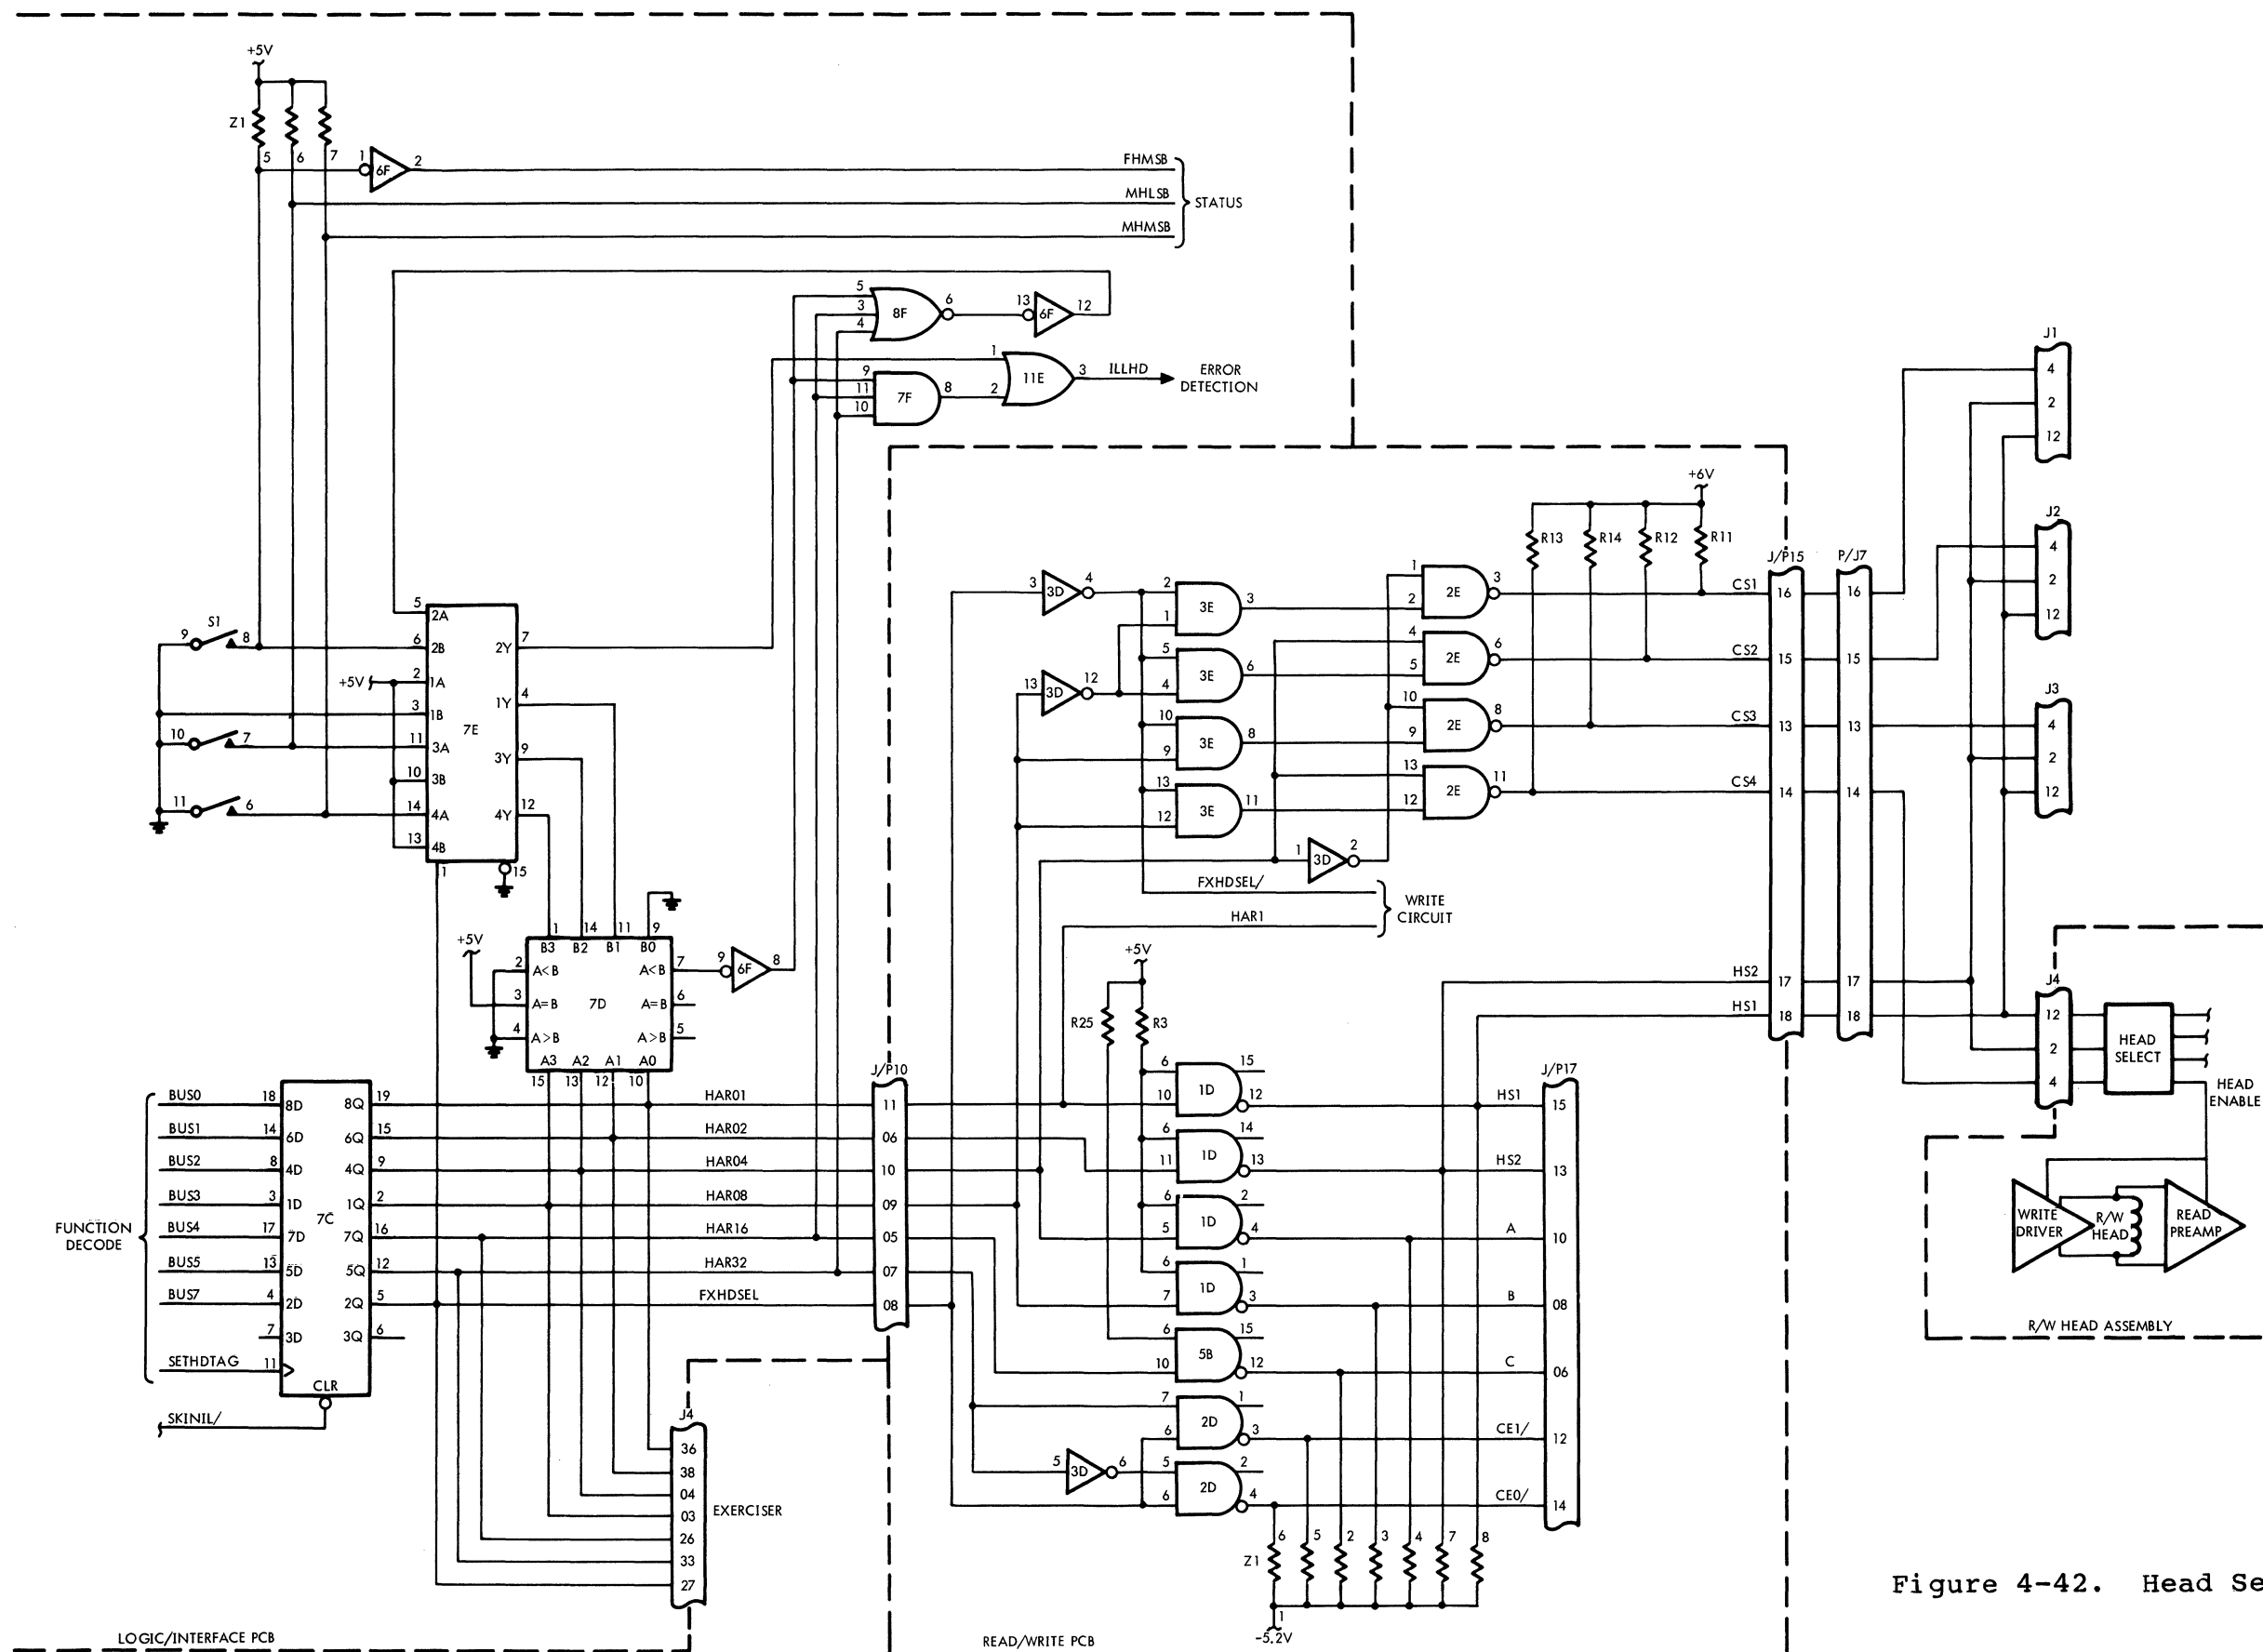 +5V
Z1
5
6
7
1
6F
2
FHMSB
MHLSB
MHMSB
STATUS
5
3
4
8F
6
13
6F
12
1
2
11E
3
ILLHD
ERROR
DETECTION
9
11
10
7F
8
S1
9
8
10
7
11
6
+5V
5
2A
6
2B
2
1A
3
1B
11
3A
10
3B
14
4A
13
4B
7E
2Y
7
1Y
4
3Y
9
4Y
12
1
15
+5V
1
14
11
9
B3
B2
B1
B0
2
A<B
3
A=B
4
A>B
7D
A<B
7
A=B
6
A>B
5
A3
A2
A1
A0
15
13
12
10
9
6F
8
FUNCTION
DECODE
BUS0
18
8D
BUS1
14
6D
BUS2
8
4D
BUS3
3
1D
BUS4
17
7D
BUS5
13
5D
BUS7
4
2D
7
3D
SETHDTAG
11
7C
CLR
SKINIL/
8Q
19
HAR01
6Q
15
HAR02
4Q
9
HAR04
1Q
2
HAR08
7Q
16
HAR16
5Q
12
HAR32
2Q
5
FXHDSEL
3Q
6
J/P10
11
06
10
09
05
07
08
J4
36
38
04
03
26
33
27
EXERCISER
LOGIC/INTERFACE PCB
3
3D
4
13
3D
12
2
1
3E
3
5
4
3E
6
10
9
3E
8
13
12
3E
11
1
2
2E
3
4
5
2E
6
10
9
2E
8
13
12
2E
11
1
3D
2
+6V
R13
R14
R12
R11
CS1
CS2
CS3
CS4
FXHDSEL/
HAR1
WRITE
CIRCUIT
+5V
R25
R3
6
10
1D
15
12
6
11
1D
14
13
6
5
1D
2
4
6
7
1D
1
3
6
10
5B
15
12
7
6
2D
1
3
5
3D
6
5
6
2D
2
4
HS2
HS1
HS1
HS2
A
B
C
CE1/
CE0/
J/P17
15
13
10
08
06
12
14
Z1
6
5
2
3
4
7
8
1
-5.2V
READ/WRITE PCB
J/P15
16
15
13
14
17
18
P/J7
16
15
13
14
17
18
J1
4
2
12
J2
4
2
12
J3
4
2
12
J4
12
2
4
HEAD
SELECT
HEAD
ENABLE
WRITE
DRIVER
R/W
HEAD
READ
PREAMP
R/W HEAD ASSEMBLY
Figure 4-42. Head Se